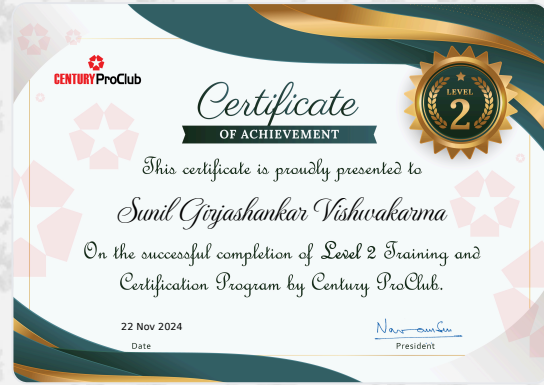 CENTURY ProClub
LEVEL
2
Certificate
OF ACHIEVEMENT
This certificate is proudly presented to
Sunil Girjashankar Vishwakarma
On the successful completion of Level 2 Training and
Certification Program by Century ProClub.
22 Nov 2024
Date
President